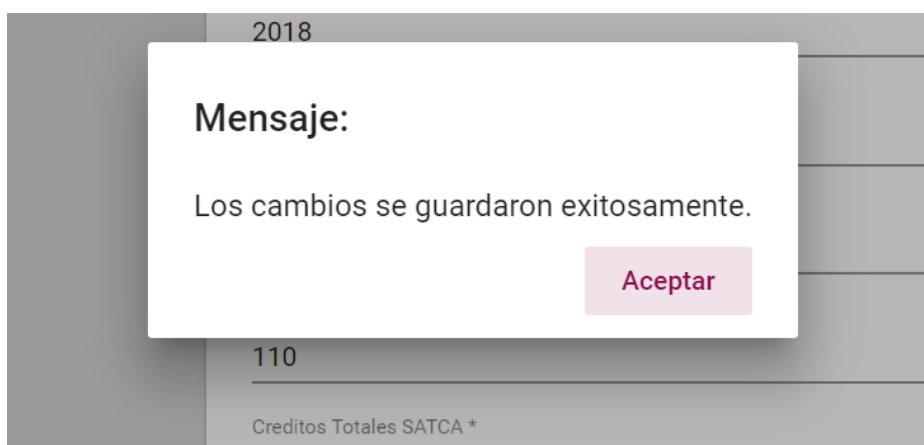 2018
Mensaje:
Los cambios se guardaron exitosamente.
Aceptar
110
Creditos Totales SATCA *